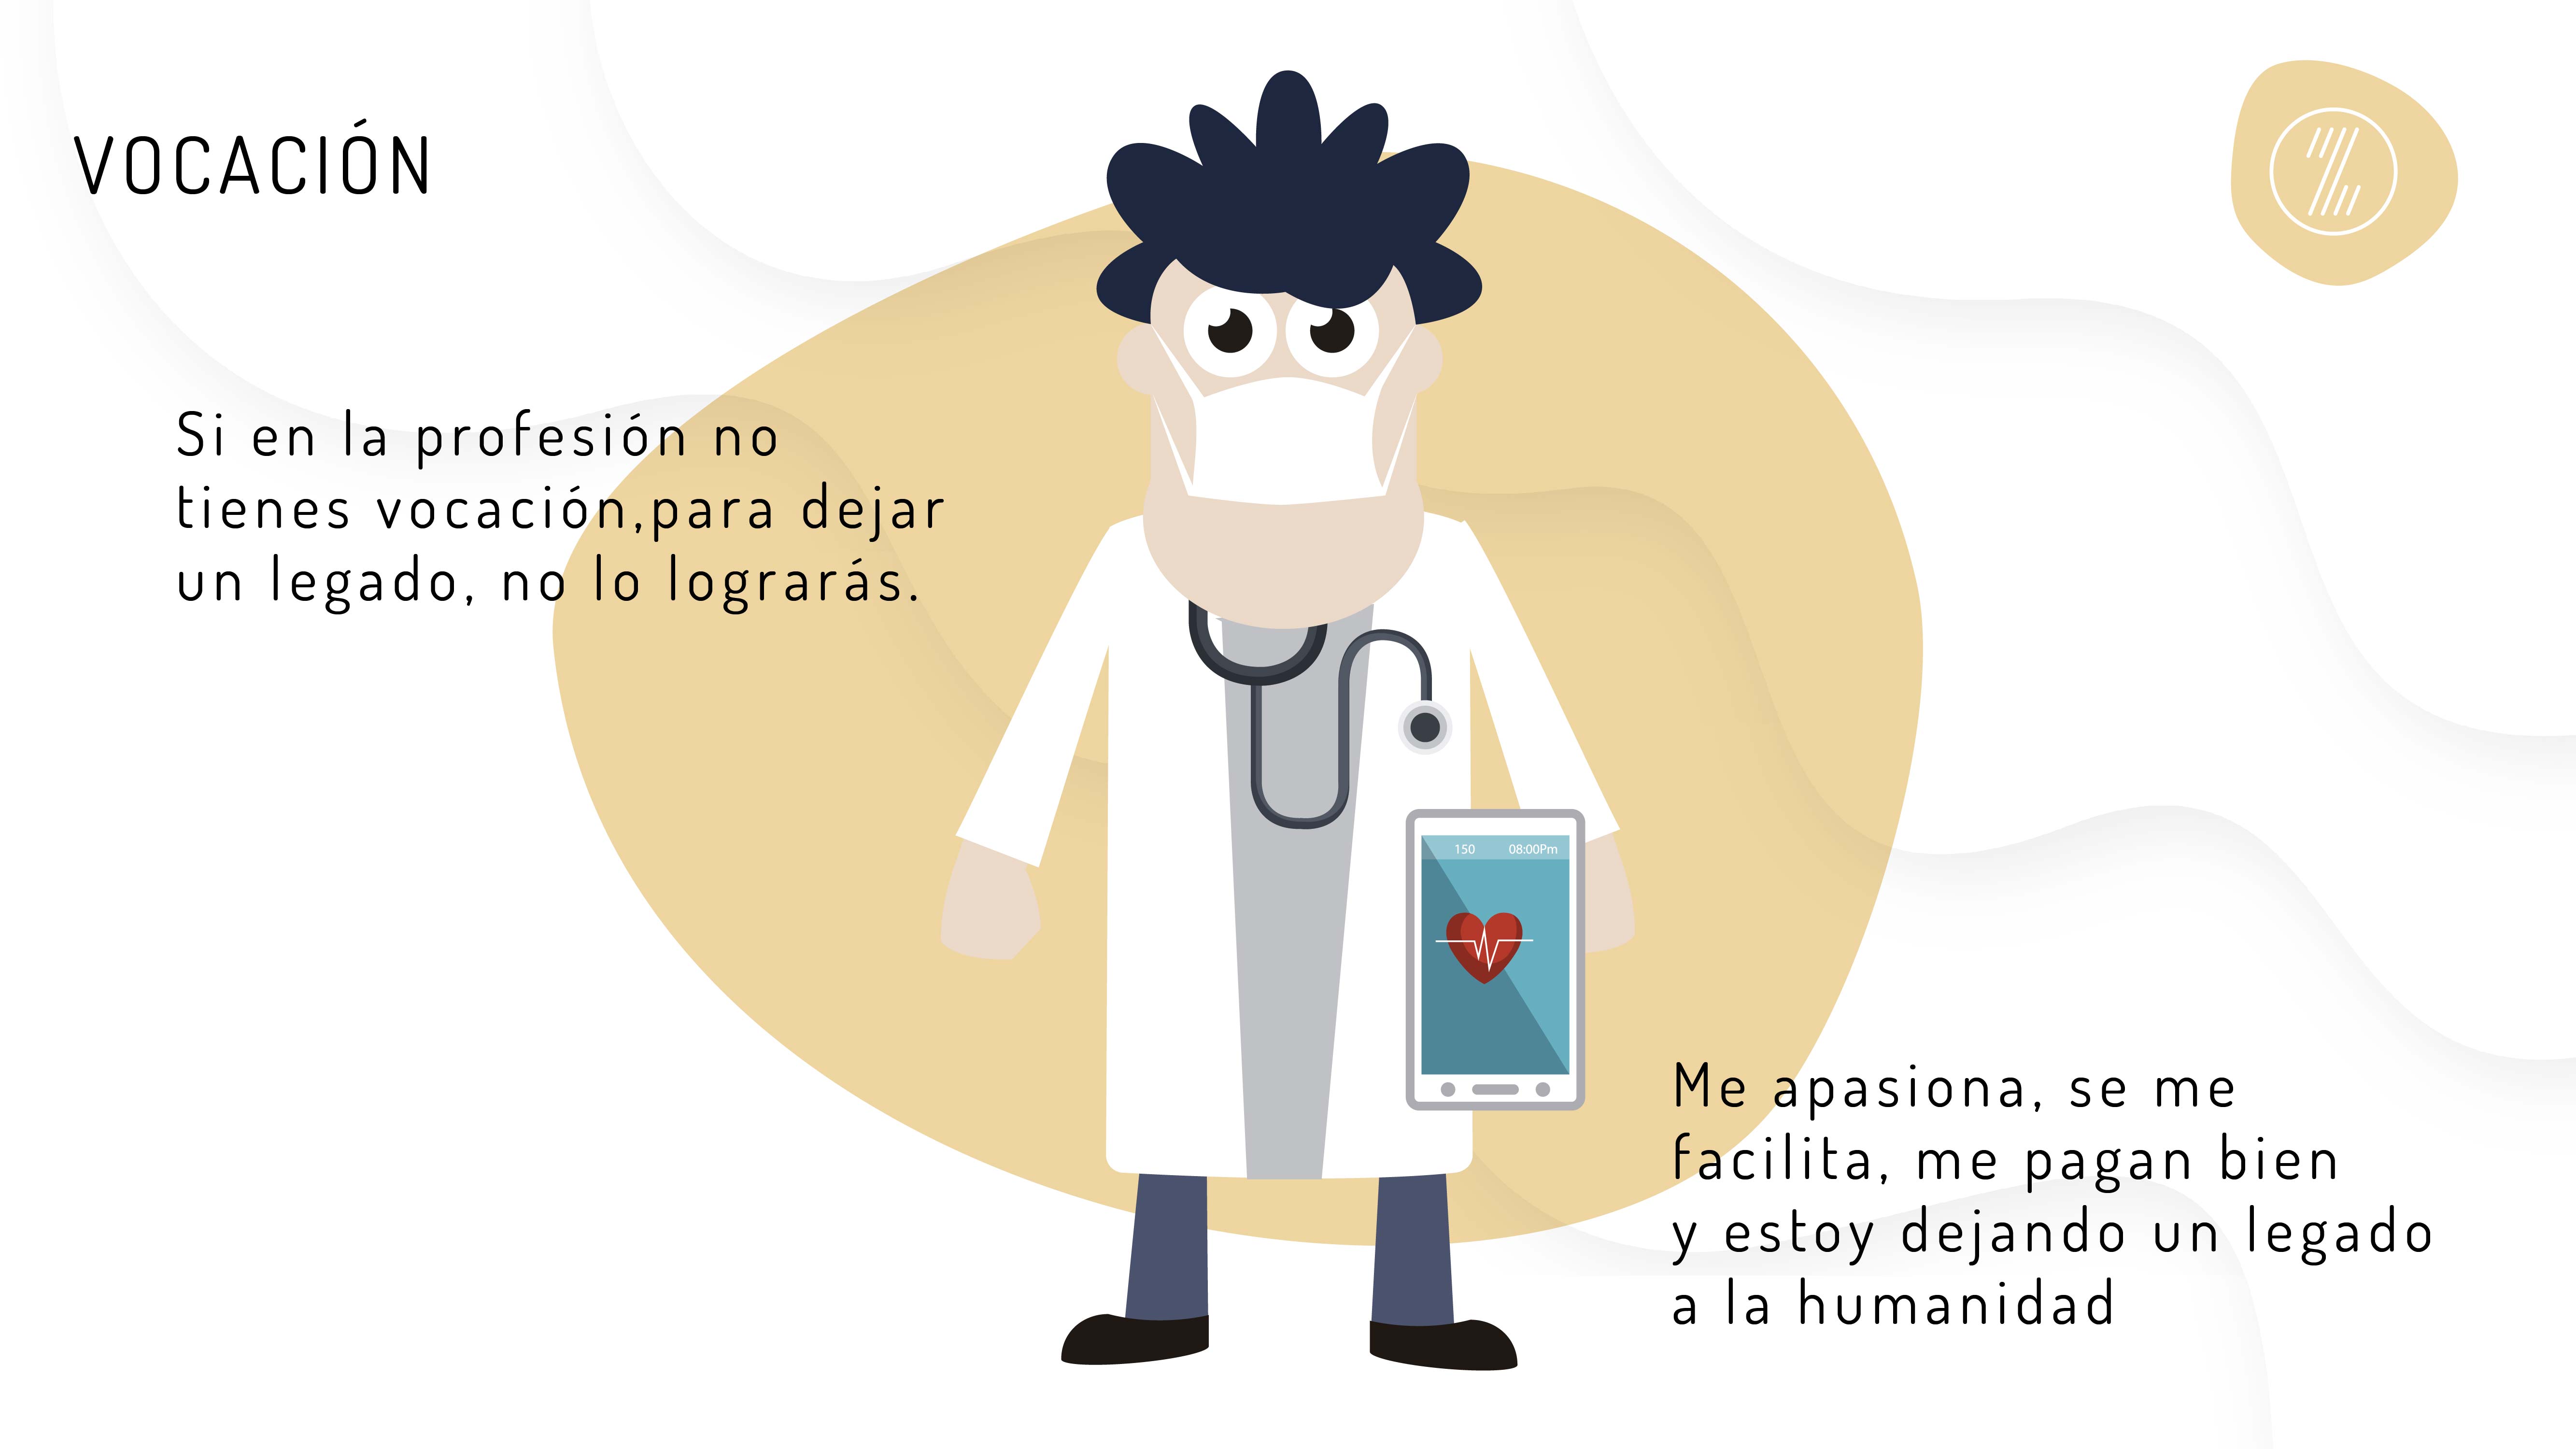 VOCACIÓN
Si en la profesión no
tienes vocación,para dejar
un legado, no lo lograrás.
150 08:00Pm
Me apasiona, se me
facilita, me pagan bien
y estoy dejando un legado
a la humanidad